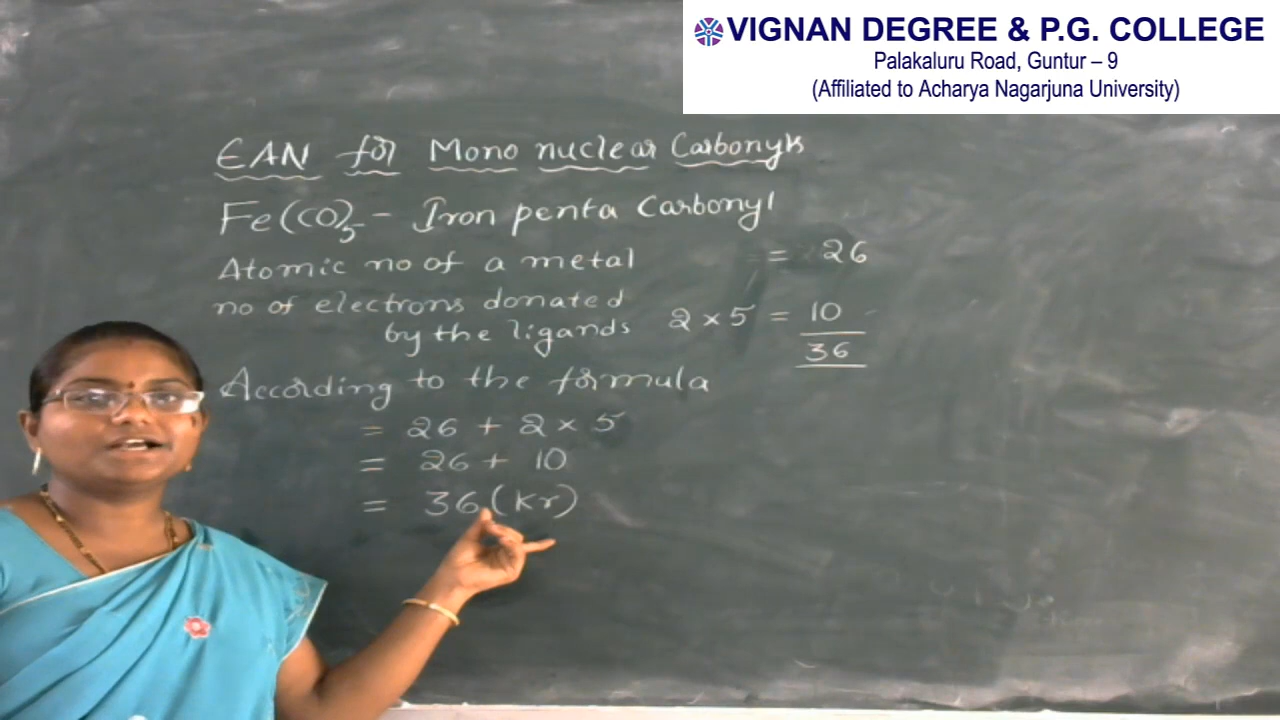 VIGNAN DEGREE & P.G. COLLEGE
Palakaluru Road, Guntur – 9
(Affiliated to Acharya Nagarjuna University)
EAN for Mono nuclear Carbonyls
Fe(CO)5 - Iron penta Carbonyl
Atomic no of a metal = 26
no of electrons donated
by the ligands 2 × 5 = 10
36
According to the formula
= 26 + 2 × 5
= 26 + 10
= 36 (Kr)